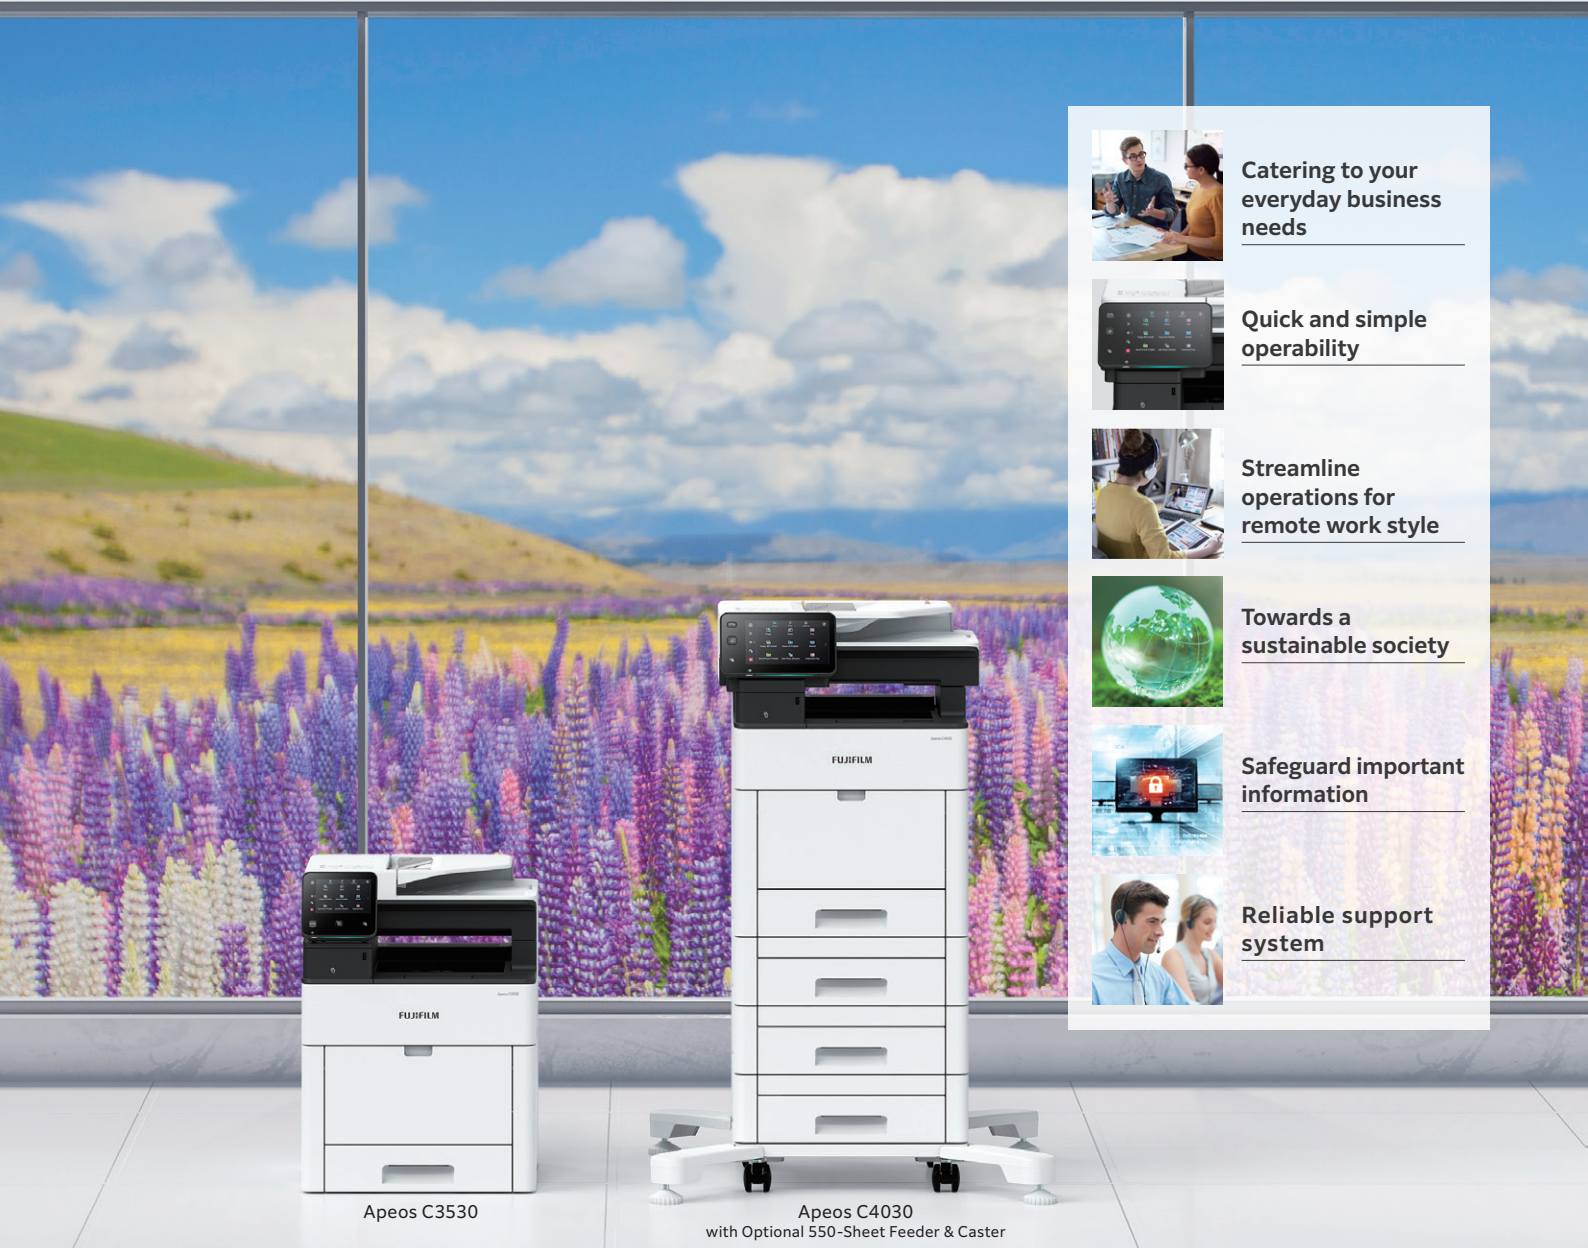 Catering to your
everyday business
needs
Quick and simple
operability
Streamline
operations for
remote work style
Towards a
sustainable society
Safeguard important
information
Reliable support
system
FUJIFILM
FUJIFILM
Apeos C3530
Apeos C4030
with Optional 550-Sheet Feeder & Caster